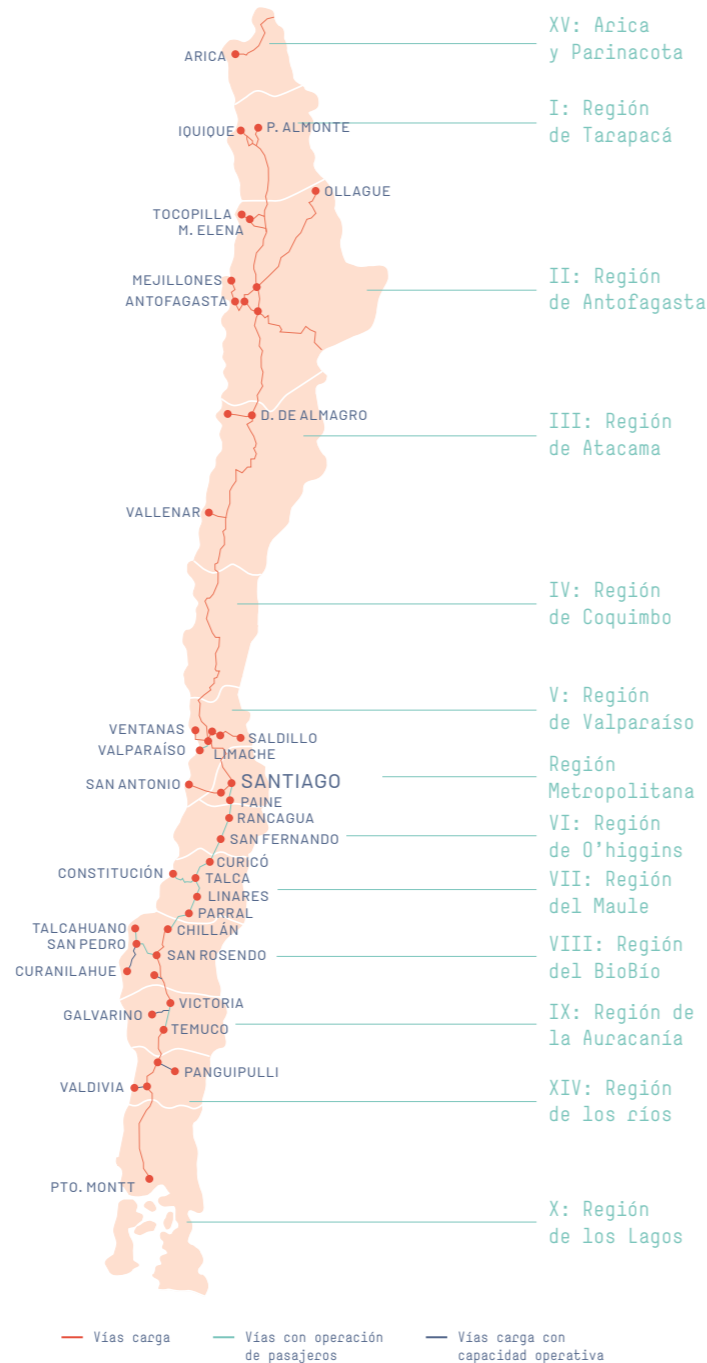 XV: Arica
y Parinacota
ARICA
I: Región
de Tarapacá
IQUIQUE
P. ALMONTE
OLLAGUE
TOCOPILLA
M. ELENA
II: Región
de Antofagasta
MEJILLONES
ANTOFAGASTA
D. DE ALMAGRO
III: Región
de Atacama
VALLENAR
IV: Región
de Coquimbo
V: Región
de Valparaíso
VENTANAS
SALDILLO
VALPARAÍSO
LIMACHE
Región
Metropolitana
SAN ANTONIO
SANTIAGO
PAINE
RANCAGUA
VI: Región
de O'higgins
SAN FERNANDO
CURICÓ
CONSTITUCIÓN
TALCA
VII: Región
del Maule
LINARES
PARRAL
TALCAHUANO
CHILLÁN
SAN PEDRO
SAN ROSENDO
VIII: Región
del BioBío
CURANILAHUE
VICTORIA
GALVARINO
IX: Región de
la Auracanía
TEMUCO
PANGUIPULLI
VALDIVIA
XIV: Región
de los ríos
PTO. MONTT
X: Región
de los Lagos
Vías carga
Vías con operación
de pasajeros
Vías carga con
capacidad operativa